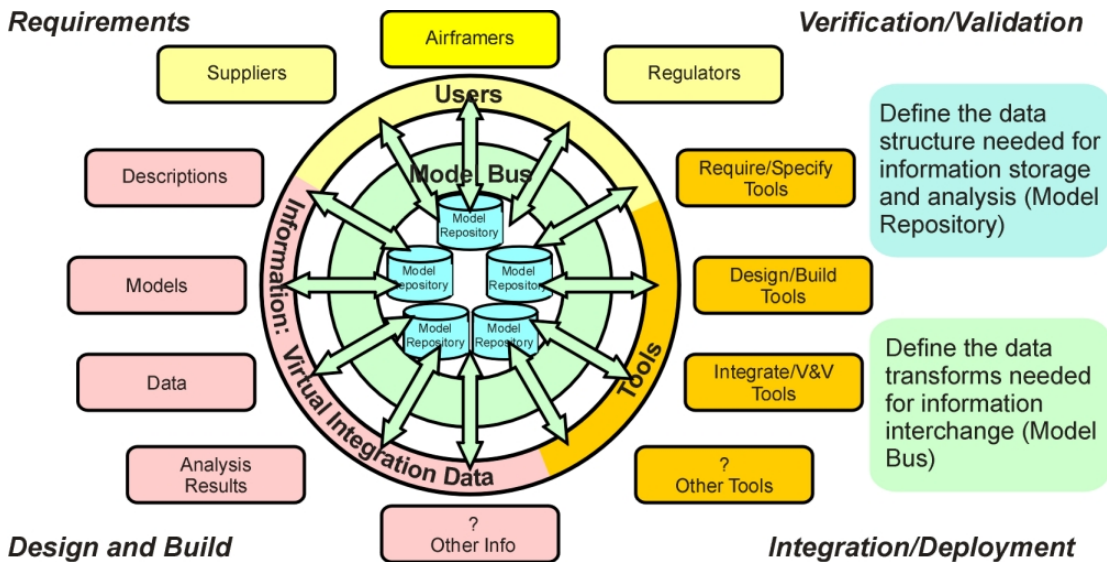 Requirements
Verification/Validation
Airframers
Suppliers
Regulators
Users
Define the data
structure needed for
information storage
and analysis (Model
Repository)
Descriptions
Model Bus
Require/Specify
Tools
Model
Repository
Models
Model
Repository
Model
Repository
Design/Build
Tools
Information: Virtual Integration Data
Tools
Model
Repository
Model
Repository
Data
Integrate/V&V
Tools
Define the data
transforms needed
for information
interchange (Model
Bus)
Analysis
Results
?
Other Tools
?
Other Info
Design and Build
Integration/Deployment